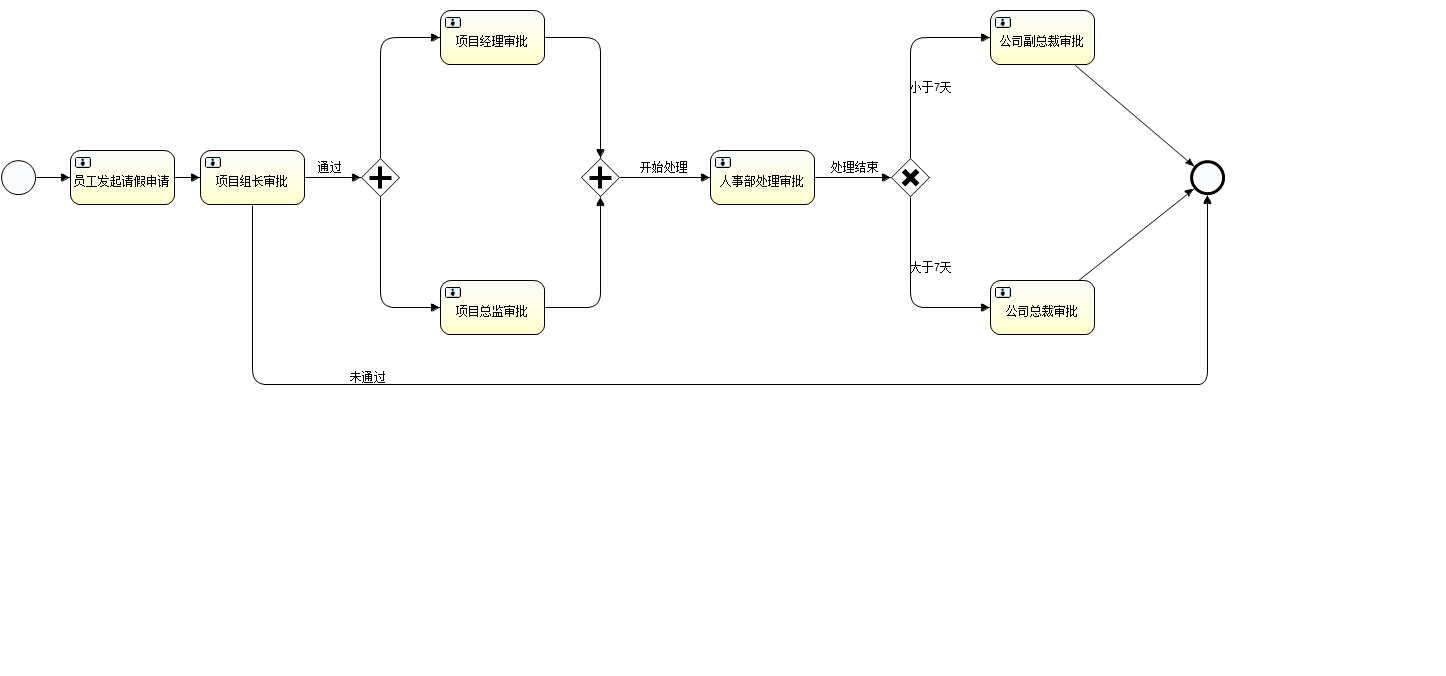 项目经理审批
公司副总裁审批
小于7天
员工发起请假申请
项目组长审批
通过
开始处理
人事部处理审批
处理结束
大于7天
项目总监审批
公司总裁审批
未通过